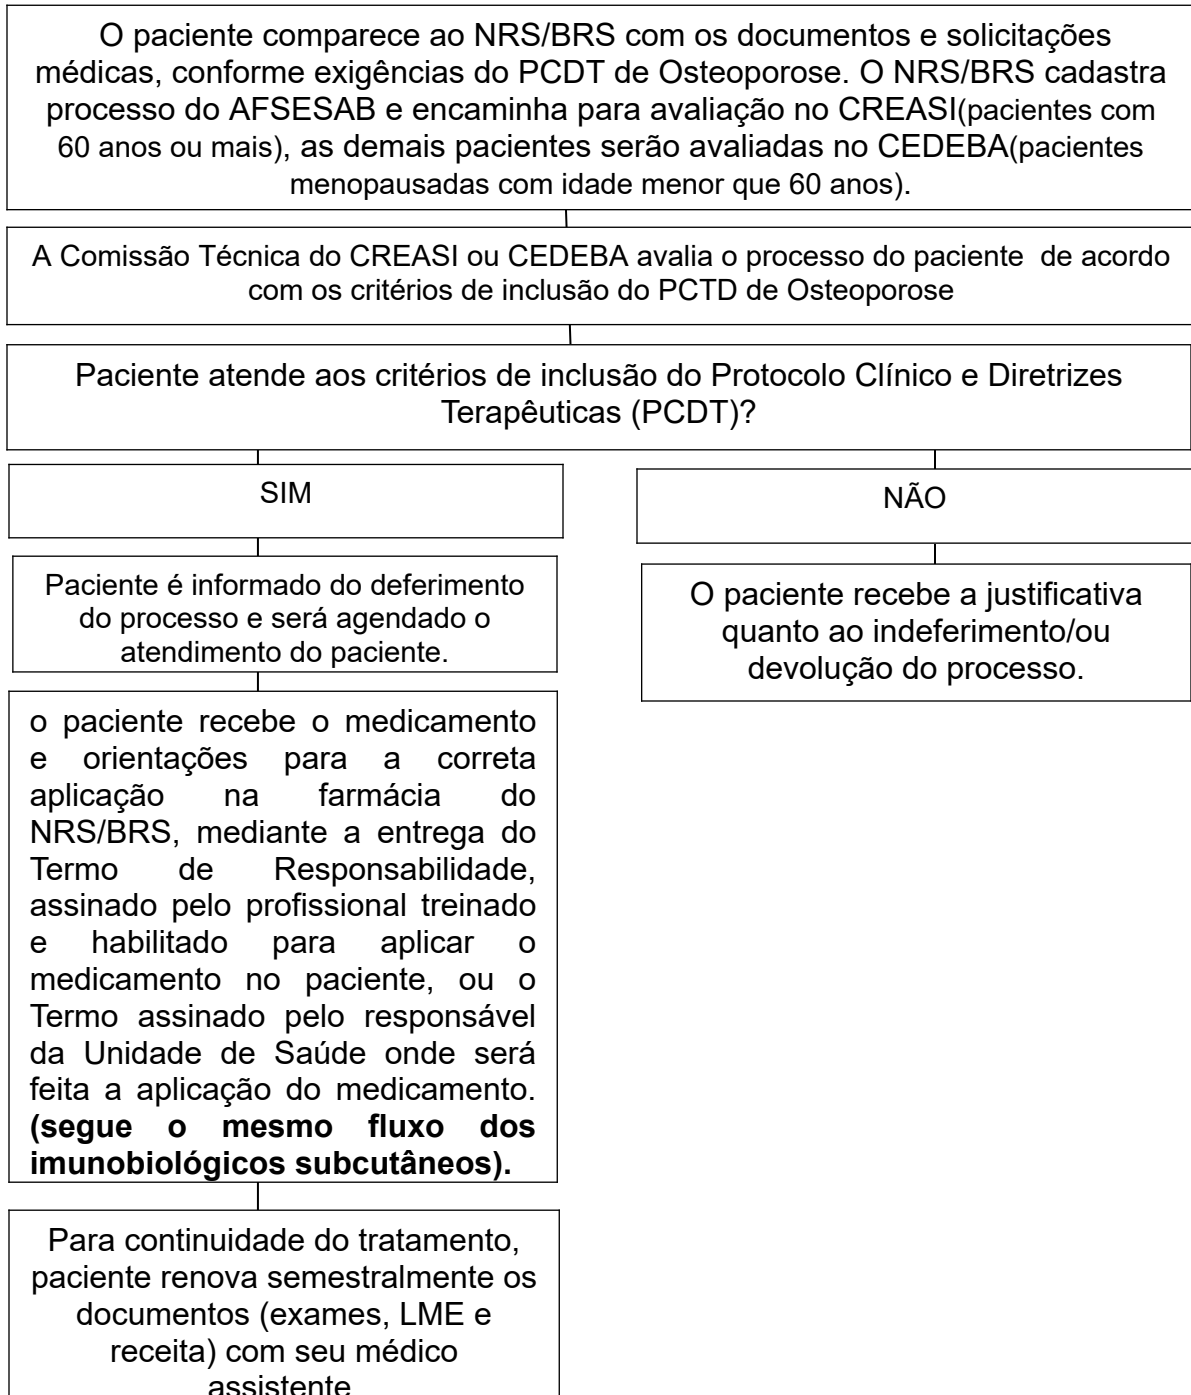 O paciente comparece ao NRS/BRS com os documentos e solicitações
médicas, conforme exigências do PCDT de Osteoporose. O NRS/BRS cadastra
processo do AFSESAB e encaminha para avaliação no CREASI(pacientes com
60 anos ou mais), as demais pacientes serão avaliadas no CEDEBA(pacientes
menopausadas com idade menor que 60 anos).
A Comissão Técnica do CREASI ou CEDEBA avalia o processo do paciente de acordo
com os critérios de inclusão do PCTD de Osteoporose
Paciente atende aos critérios de inclusão do Protocolo Clínico e Diretrizes
Terapêuticas (PCDT)?
SIM
Paciente é informado do deferimento
do processo e será agendado o
atendimento do paciente.
o paciente recebe o medicamento
e orientações para a correta
aplicação na farmácia do
NRS/BRS, mediante a entrega do
Termo de Responsabilidade,
assinado pelo profissional treinado
e habilitado para aplicar o
medicamento no paciente, ou o
Termo assinado pelo responsável
da Unidade de Saúde onde será
feita a aplicação do medicamento.
(segue o mesmo fluxo dos
imunobiológicos subcutâneos).
Para continuidade do tratamento,
paciente renova semestralmente os
documentos (exames, LME e
receita) com seu médico
assistente
NÃO
O paciente recebe a justificativa
quanto ao indeferimento/ou
devolução do processo.